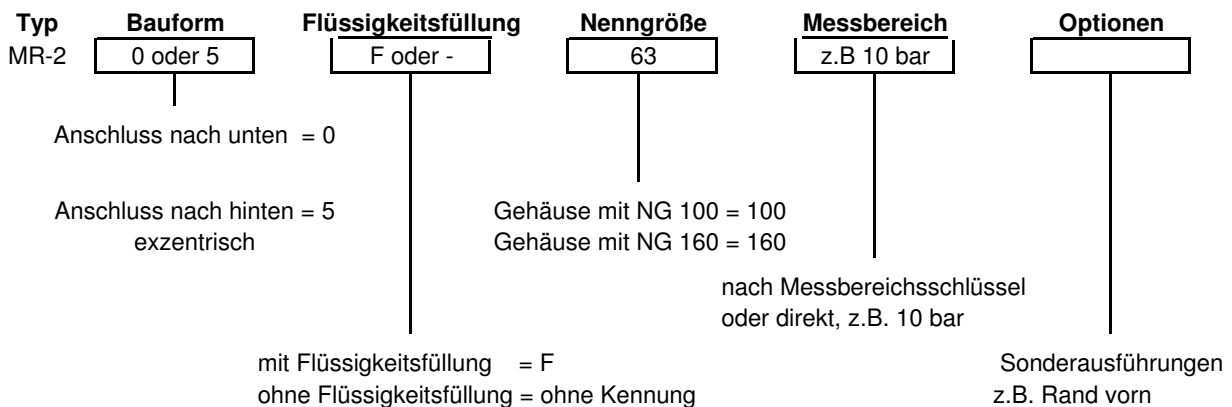 Typ Bauform Flüssigkeitsfüllung Nenngröße Messbereich Optionen
MR-2 0 oder 5 F oder - 63 z.B 10 bar
Anschluss nach unten = 0
Anschluss nach hinten = 5 Gehäuse mit NG 100 = 100
exzentrisch Gehäuse mit NG 160 = 160
nach Messbereichsschlüssel
oder direkt, z.B. 10 bar
mit Flüssigkeitsfüllung = F Sonderausführungen
ohne Flüssigkeitsfüllung = ohne Kennung z.B. Rand vorn